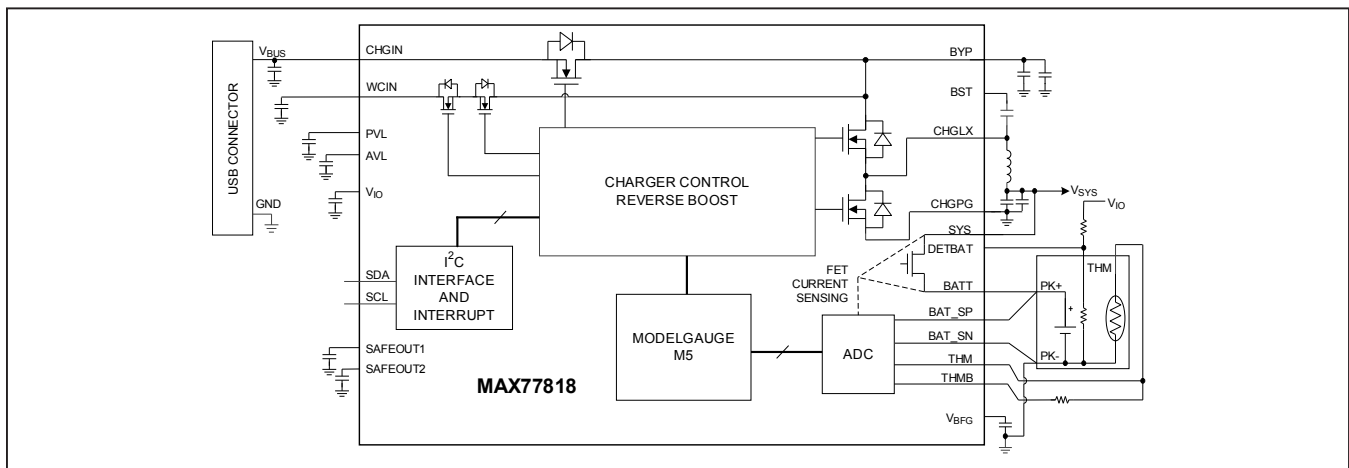 USB CONNECTOR
VBUS
GND
CHGIN
WCIN
PVL
AVL
VIO
SDA
SCL
SAFEOUT1
SAFEOUT2
I2C
INTERFACE
AND
INTERRUPT
CHARGER CONTROL
REVERSE BOOST
MODELGAUGE
M5
MAX77818
FET
CURRENT
SENSING
ADC
BYP
BST
CHGLX
CHGPG
SYS
DETBAT
BATT
BAT_SP
BAT_SN
THM
THMB
VBFG
VSYS
VIO
THM
PK+
+
PK-